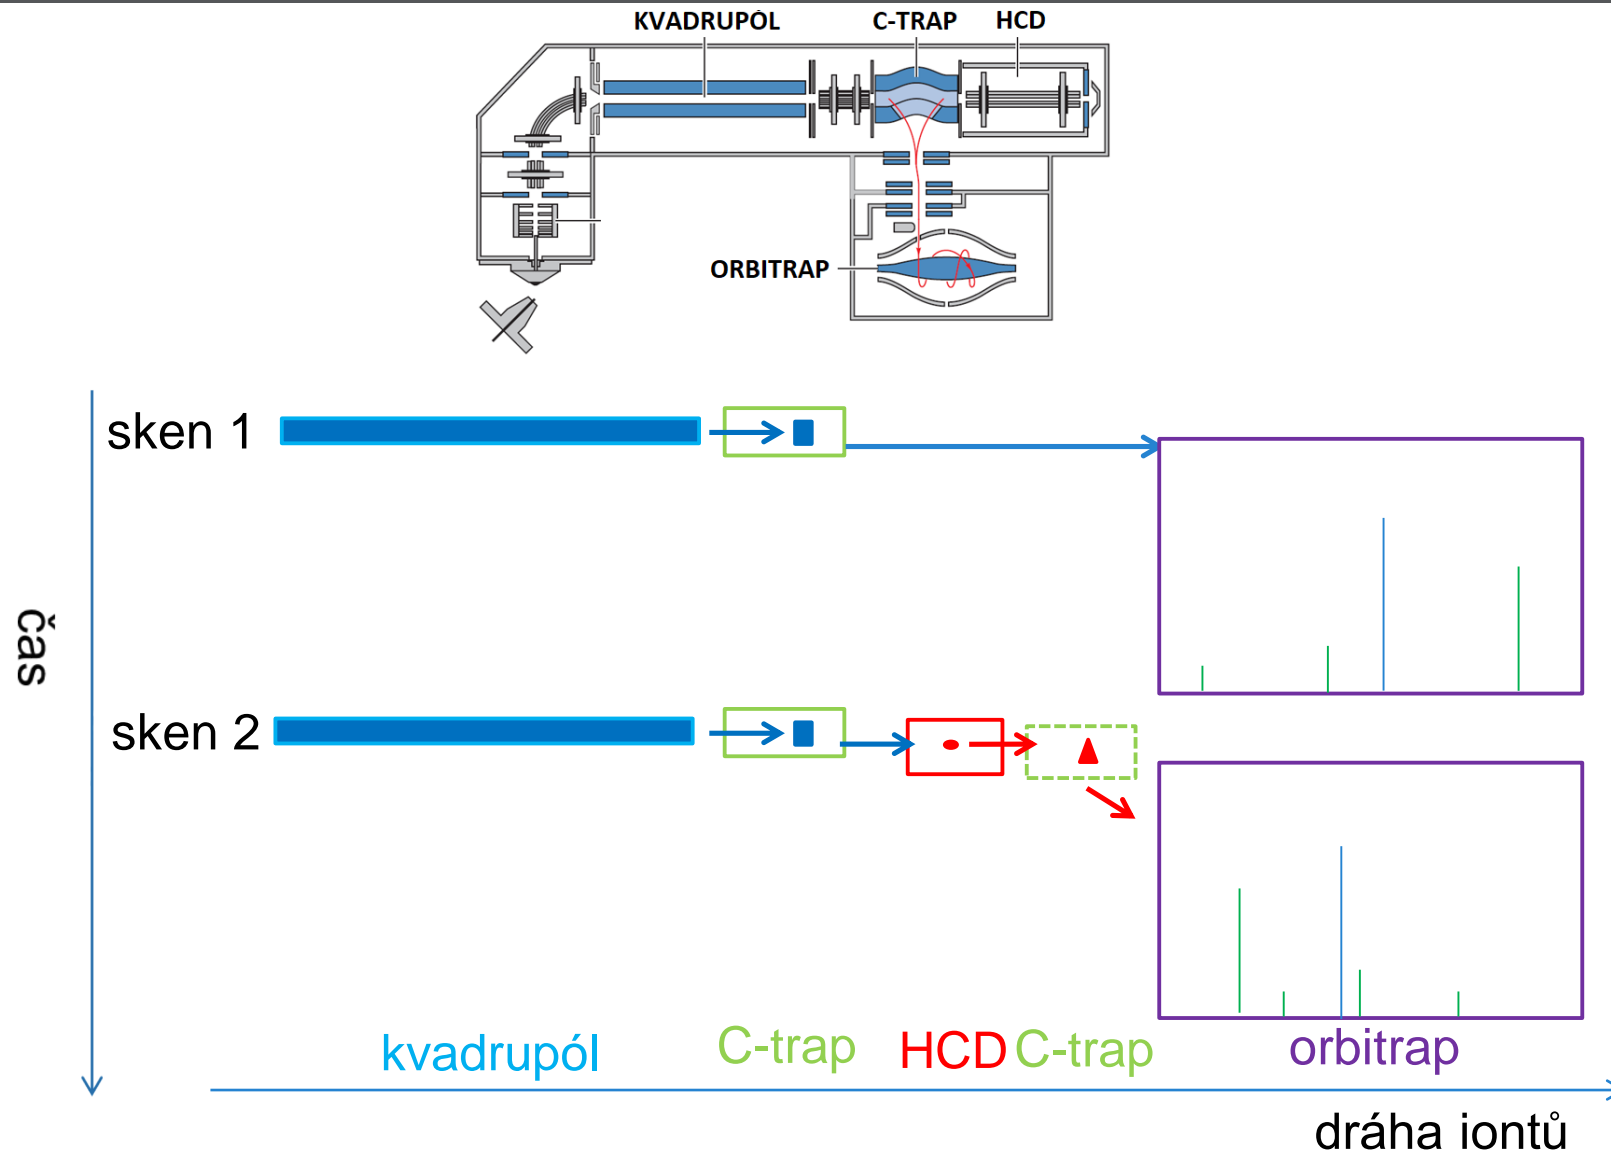 KVADRUPÓL
C-TRAP
HCD
ORBITRAP
sken 1
čas
sken 2
kvadrupól
C-trap
HCD
C-trap
orbitrap
dráha iontů